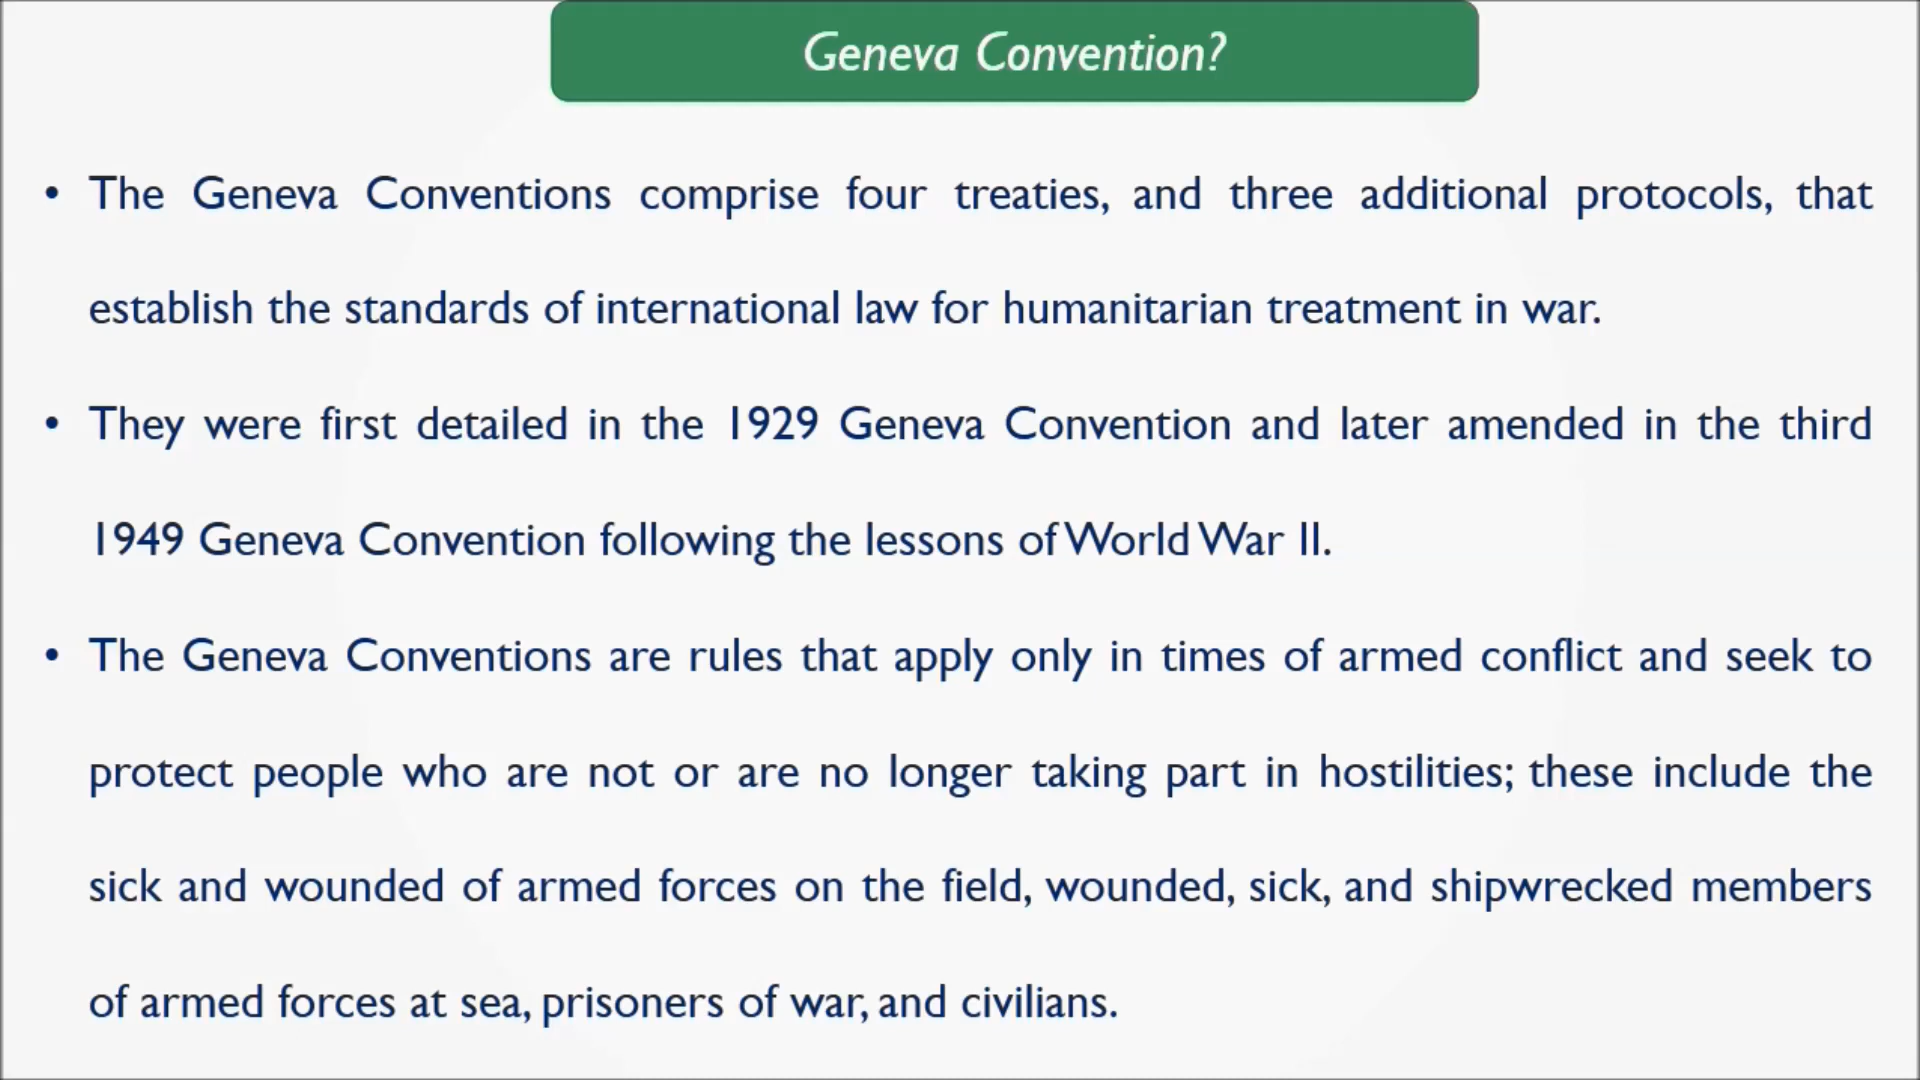 Geneva Convention?
• The Geneva Conventions comprise four treaties, and three additional protocols, that
establish the standards of international law for humanitarian treatment in war.
• They were first detailed in the 1929 Geneva Convention and later amended in the third
1949 Geneva Convention following the lessons of World War II.
• The Geneva Conventions are rules that apply only in times of armed conflict and seek to
protect people who are not or are no longer taking part in hostilities; these include the
sick and wounded of armed forces on the field, wounded, sick, and shipwrecked members
of armed forces at sea, prisoners of war, and civilians.